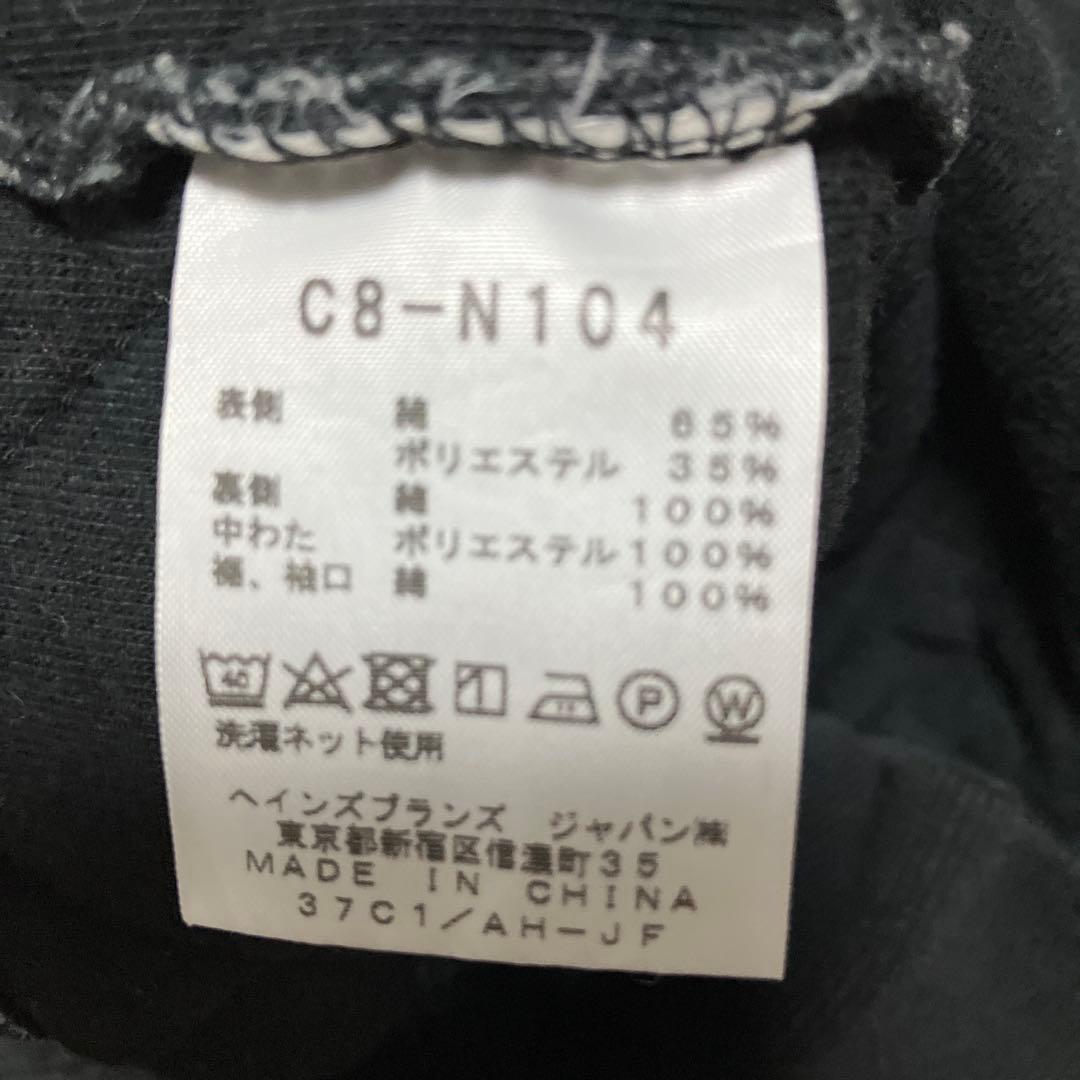 C8-N104
表側 綿 65%
ポリエステル 35%
裏側 綿 100%
中わた ポリエステル 100%
裾、袖口 綿 100%
40 1 P W
洗濯ネット使用
ヘインズブランズ ジャパン㈱
東京都新宿区信濃町35
MADE IN CHINA
37C1/AH-JF